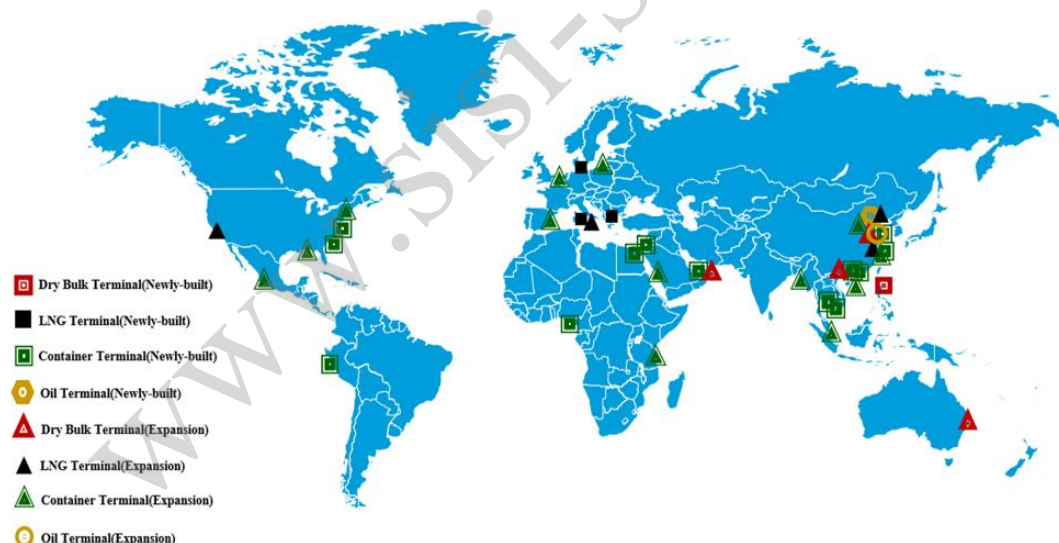 www.sisi-s
Dry Bulk Terminal(Newly-built)
LNG Terminal(Newly-built)
Container Terminal(Newly-built)
Oil Terminal(Newly-built)
Dry Bulk Terminal(Expansion)
LNG Terminal(Expansion)
Container Terminal(Expansion)
Oil Terminal(Expansion)